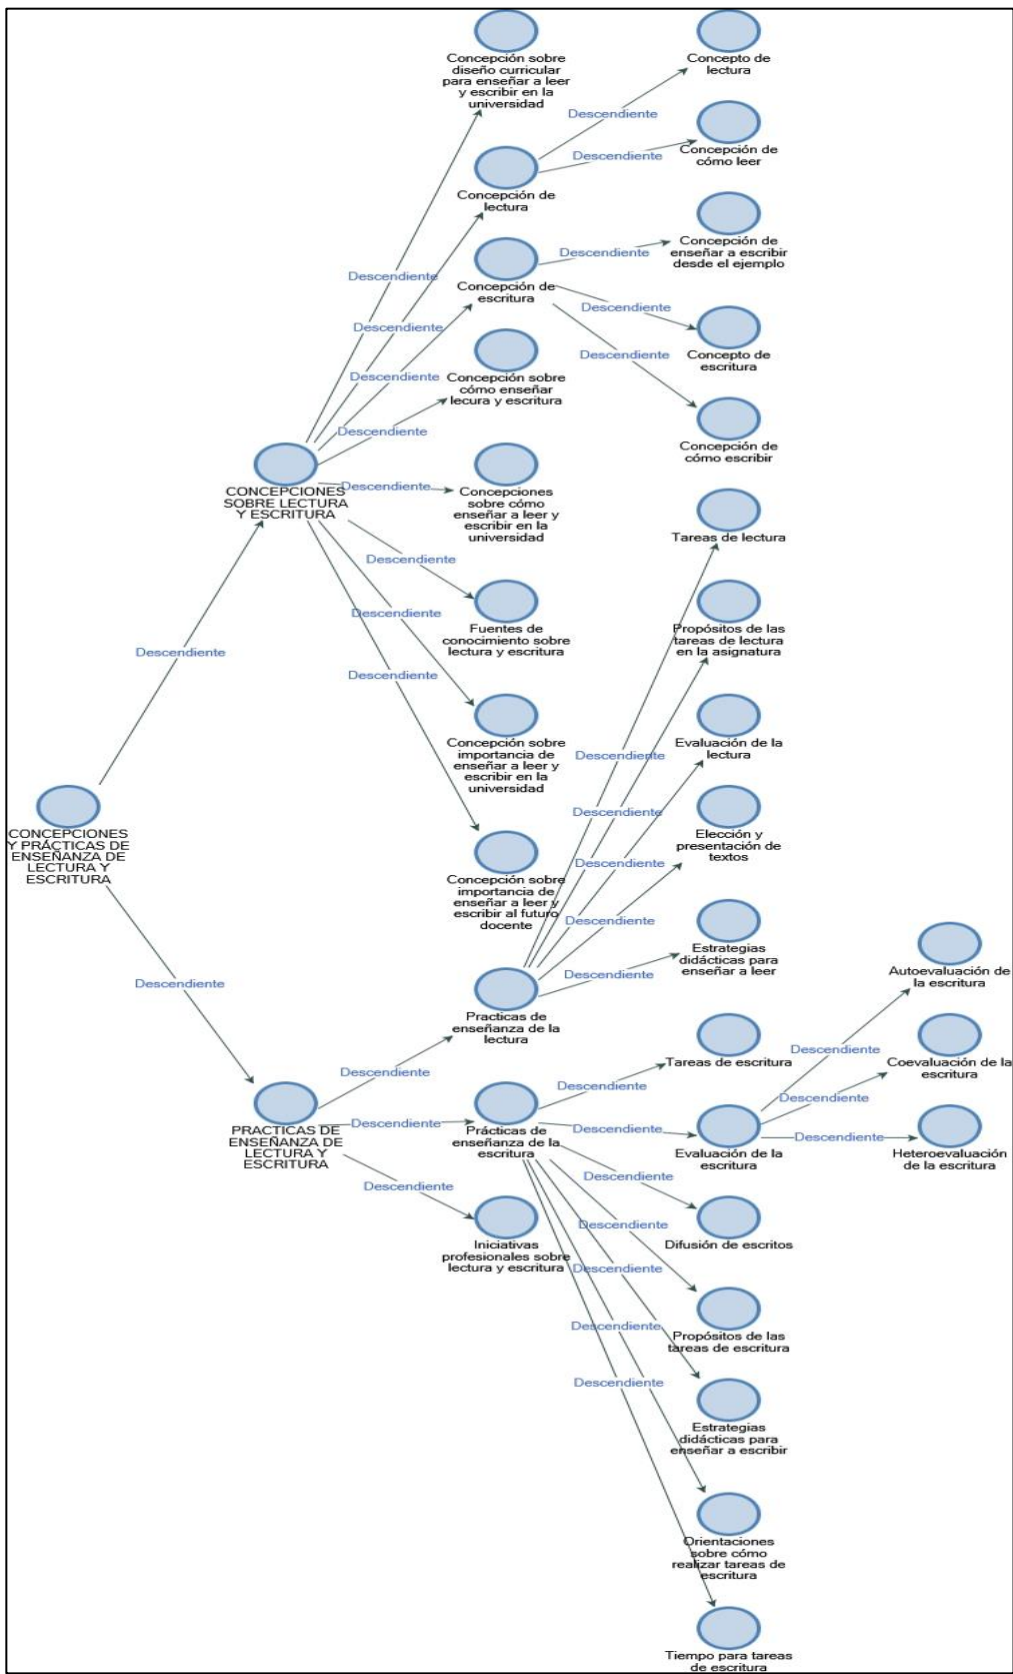 Concepción sobre
diseño curricular
para enseñar a leer
y escribir en la
universidad
Concepto de
lectura
Descendiente
Concepción de
cómo leer
Descendiente
Concepción de
lectura
Concepción de
enseñar a escribir
desde el ejemplo
Descendiente
Descendiente
Concepción de
escritura
Descendiente
Descendiente
Concepto de
escritura
Descendiente
Descendiente
Concepción sobre
cómo enseñar
lecura y escritura
Descendiente
Concepción de
cómo escribir
CONCEPCIONES
SOBRE LECTURA
Y ESCRITURA
Descendiente
Concepciones
sobre cómo
enseñar a leer y
escribir en la
universidad
Tareas de lectura
Descendiente
Fuentes de
conocimiento sobre
lectura y escritura
Descendiente
Propósitos de las
tareas de lectura
en la asignatura
Descendiente
Descendiente
Concepción sobre
importancia de
enseñar a leer y
escribir en la
universidad
Evaluación de la
lectura
Descendiente
Descendiente
CONCEPCIONES
Y PRÁCTICAS DE
ENSEÑANZA DE
LECTURA Y
ESCRITURA
Elección y
presentación de
textos
Descendiente
Concepción sobre
importancia de
enseñar a leer y
escribir al futuro
docente
Descendiente
Estrategias
didácticas para
enseñar a leer
Descendiente
Descendiente
Autoevaluación de
la escritura
Practicas de
enseñanza de la
lectura
Descendiente
Descendiente
Tareas de escritura
Descendiente
Coevaluación de la
escritura
Descendiente
Descendiente
PRACTICAS DE
ENSEÑANZA DE
LECTURA Y
ESCRITURA
Descendiente
Prácticas de
enseñanza de la
escritura
Descendiente
Evaluación de la
escritura
Descendiente
Heteroevaluación
de la escritura
Descendiente
Descendiente
Iniciativas
profesionales sobre
lectura y escritura
Descendiente
Difusión de escritos
Descendiente
Descendiente
Propósitos de las
tareas de escritura
Descendiente
Estrategias
didácticas para
enseñar a escribir
Orientaciones
sobre cómo
realizar tareas de
escritura
Tiempo para tareas
de escritura